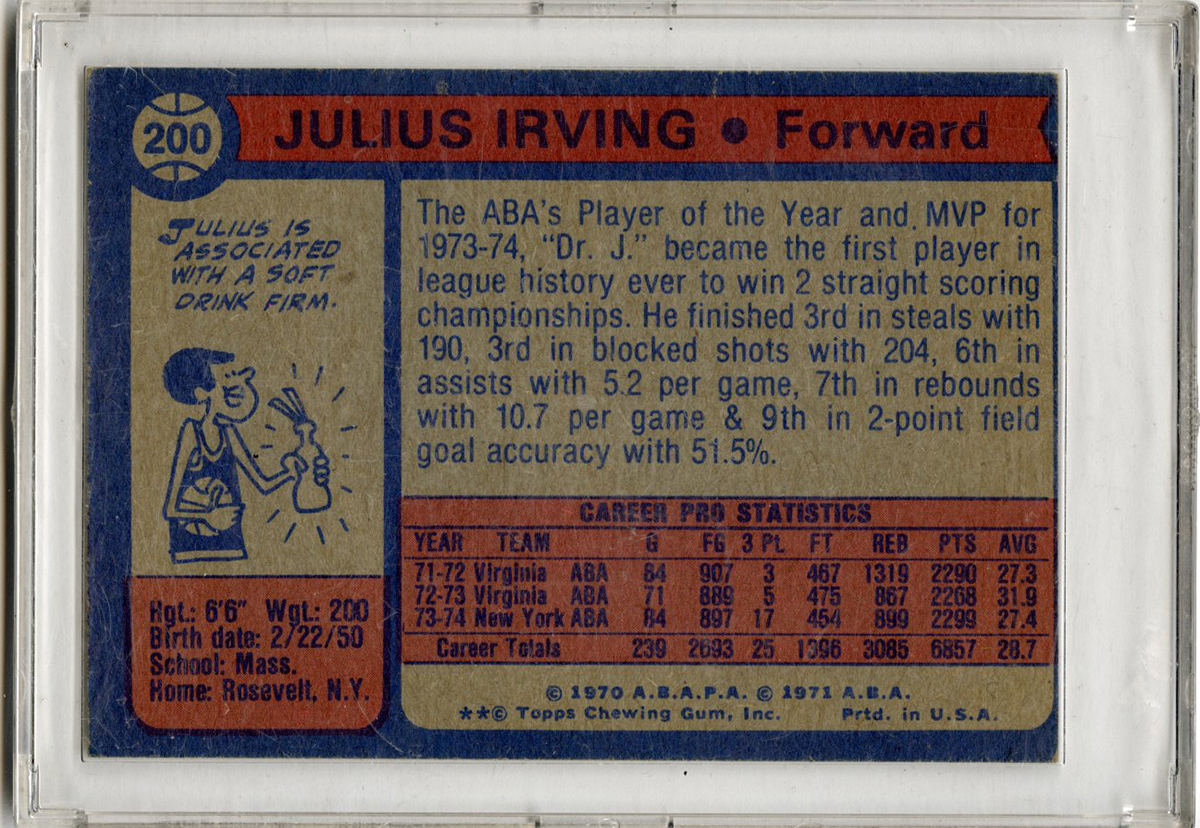 200
JULIUS IRVING • Forward
JULIUS IS
ASSOCIATED
WITH A SOFT
DRINK FIRM.
Hgt.: 6'6" Wgt.: 200
Birth date: 2/22/50
School: Mass.
Home: Rosevelt, N.Y.
The ABA's Player of the Year and MVP for
1973-74, "Dr. J." became the first player in
league history ever to win 2 straight scoring
championships. He finished 3rd in steals with
190, 3rd in blocked shots with 204, 6th in
assists with 5.2 per game, 7th in rebounds
with 10.7 per game & 9th in 2-point field
goal accuracy with 51.5%.
CAREER PRO STATISTICS
YEAR TEAM G FG 3 Pt. FT REB PTS AVG
71-72 Virginia ABA 84 907 3 467 1319 2290 27.3
72-73 Virginia ABA 71 889 5 475 867 2268 31.9
73-74 New York ABA 84 897 17 454 899 2299 27.4
Career Totals 239 2693 25 1396 3085 6857 28.7
© 1970 A.B.A.P.A. © 1971 A.B.A.
**© Topps Chewing Gum, Inc. Prtd. in U.S.A.